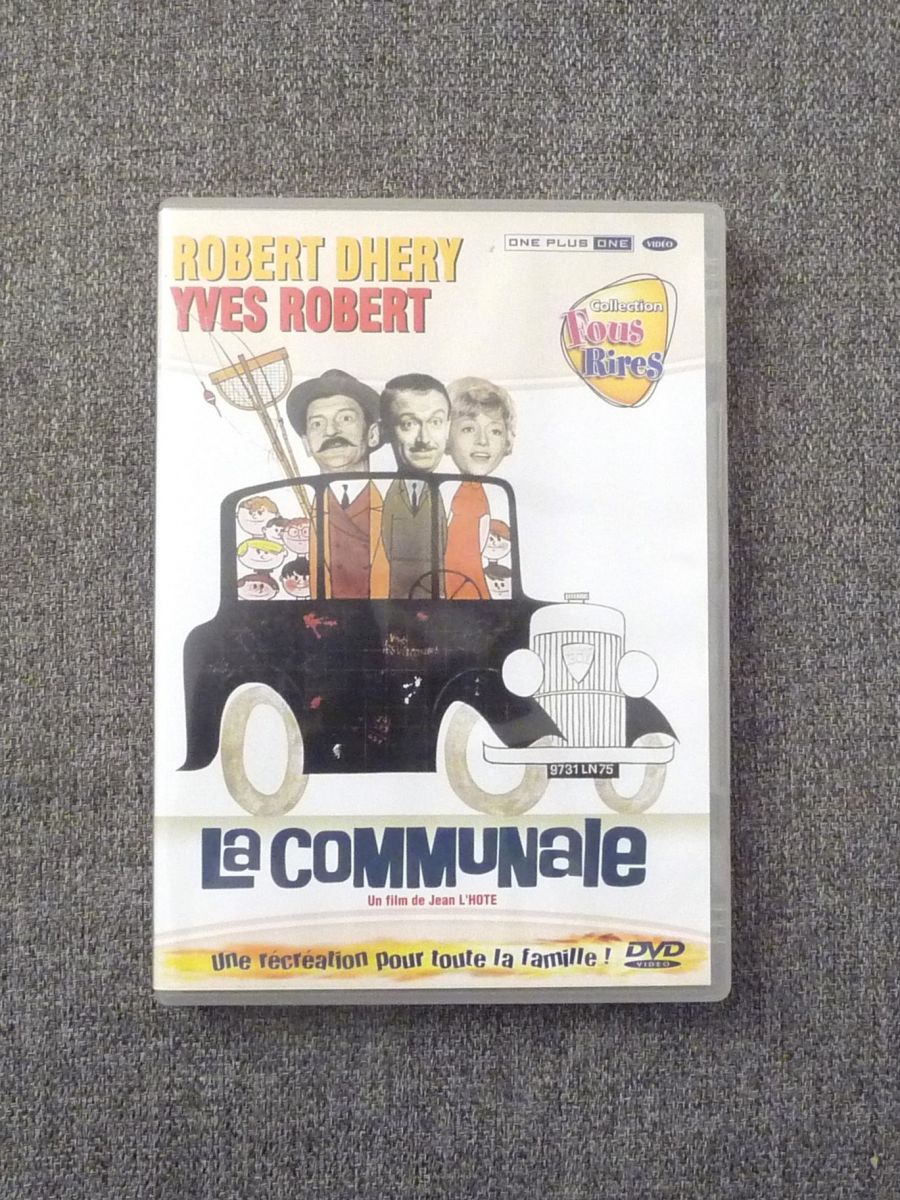 ROBERT DHERY
YVES ROBERT
ONE PLUS ONE VIDÉO
Collection
Fous
Rires
9731 LN 75
La COMMUNale
Un film de Jean L'HOTE
Une récréation pour toute la famille !
DVD
VIDEO